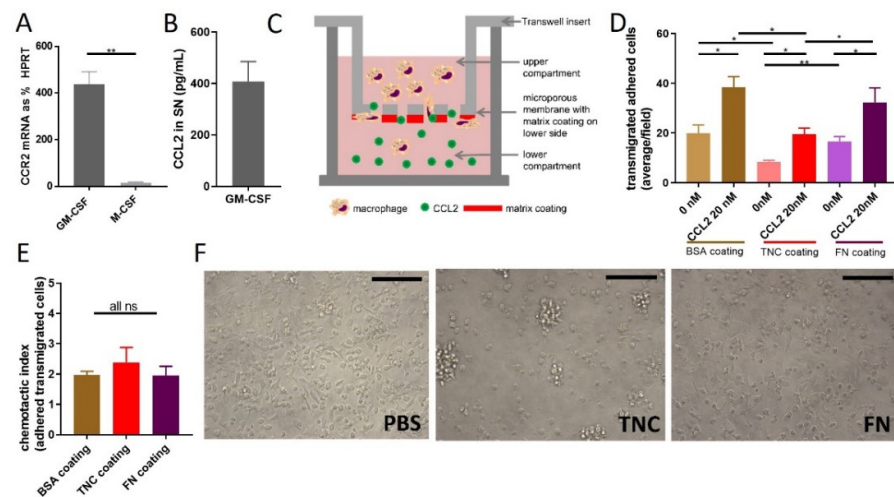 A
CCR2 mRNA as % HPRT
600
400
200
0
**
GM-CSF
M-CSF
B
CCL2 in SN (pg/mL)
600
400
200
0
GM-CSF
C
Transwell insert
upper
compartment
microporous
membrane with
matrix coating on
lower side
lower
compartment
macrophage
CCL2
matrix coating
D
transmigrated adhered cells
(average/field)
60
40
20
0
*
*
*
*
*
**
*
0 nM
CCL2 20 nM
0nM
CCL2 20nM
0nM
CCL2 20nM
BSA coating
TNC coating
FN coating
E
chemotactic index
(adhered transmigrated cells)
5
4
3
2
1
0
all ns
BSA coating
TNC coating
FN coating
F
PBS
TNC
FN